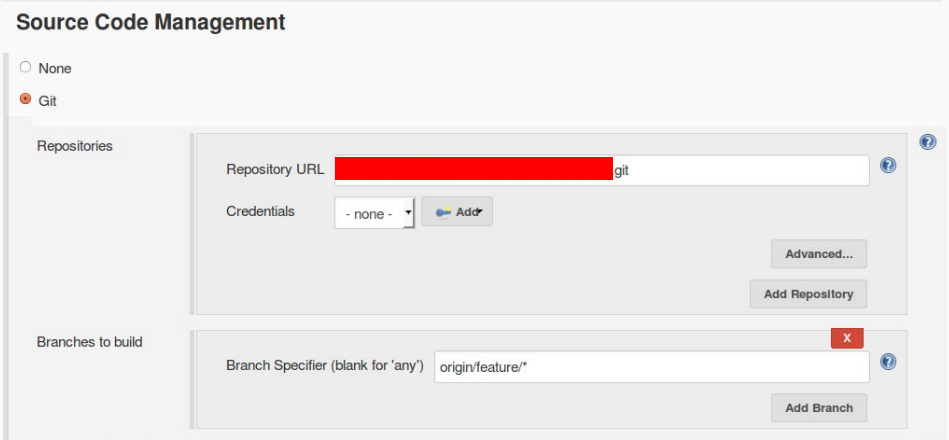 Source Code Management
None
Git
Repositories
Repository URL git
Credentials - none - Add
Advanced...
Add Repository
Branches to build
X
Branch Specifier (blank for 'any') origin/feature/*
Add Branch